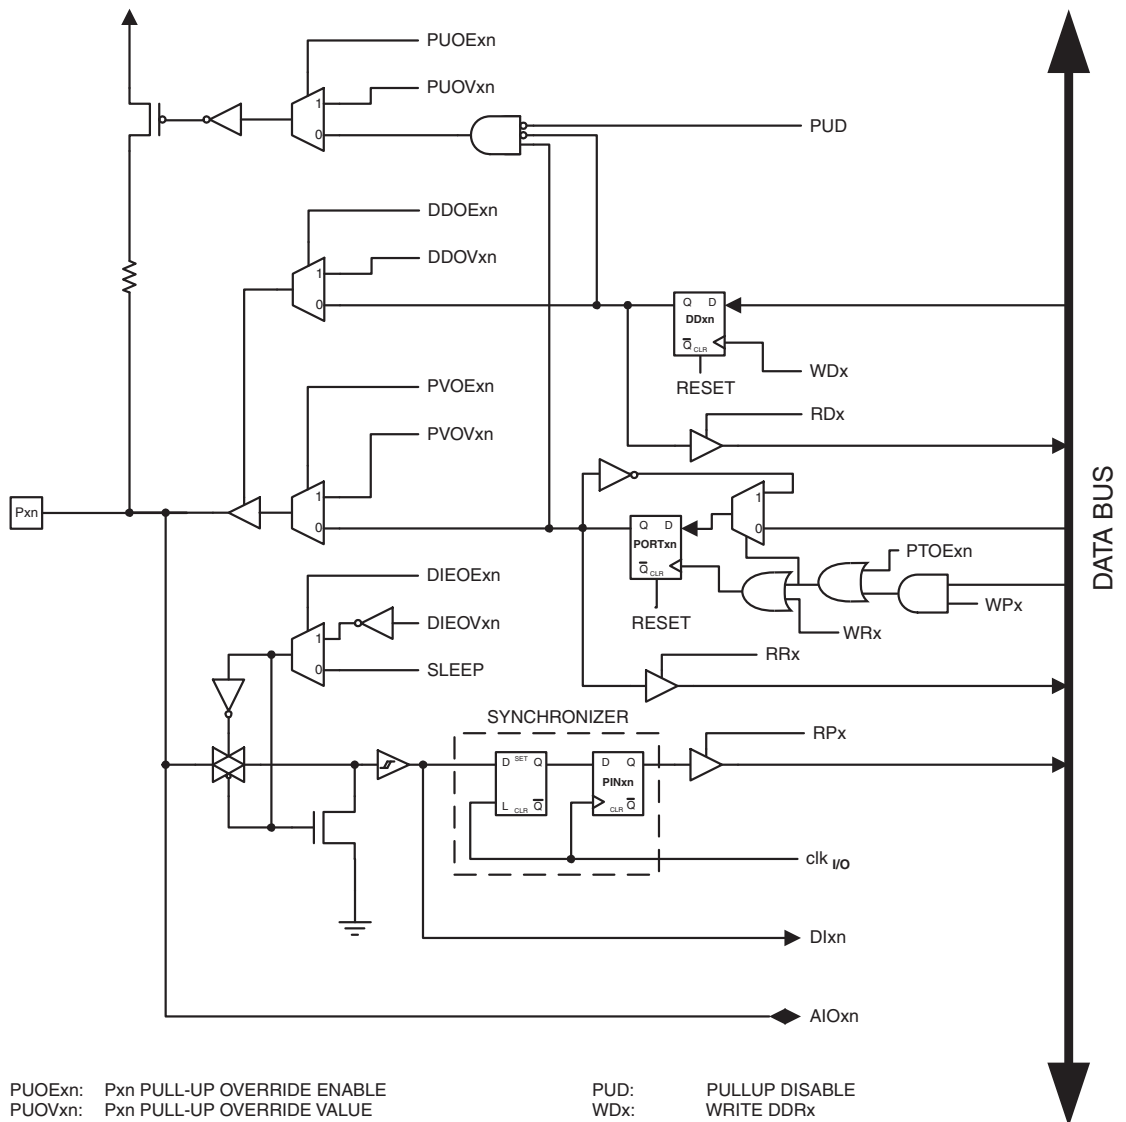 PUOExn
PUOVxn
1
0
PUD
DDOExn
DDOVxn
1
0
Q D
DDxn
Q CLR
RESET
WDx
PVOExn
RDx
PVOVxn
1
0
Pxn
1
0
Q D
PORTxn
Q CLR
RESET
PTOExn
WPx
WRx
DATA BUS
DIEOExn
DIEOVxn
1
0
SLEEP
RRx
SYNCHRONIZER
RPx
D SET Q
L CLR Q
D Q
PINxn
CLR Q
clk I/O
DIxn
AIOxn
PUOExn: Pxn PULL-UP OVERRIDE ENABLE
PUOVxn: Pxn PULL-UP OVERRIDE VALUE
PUD: PULLUP DISABLE
WDx: WRITE DDRx